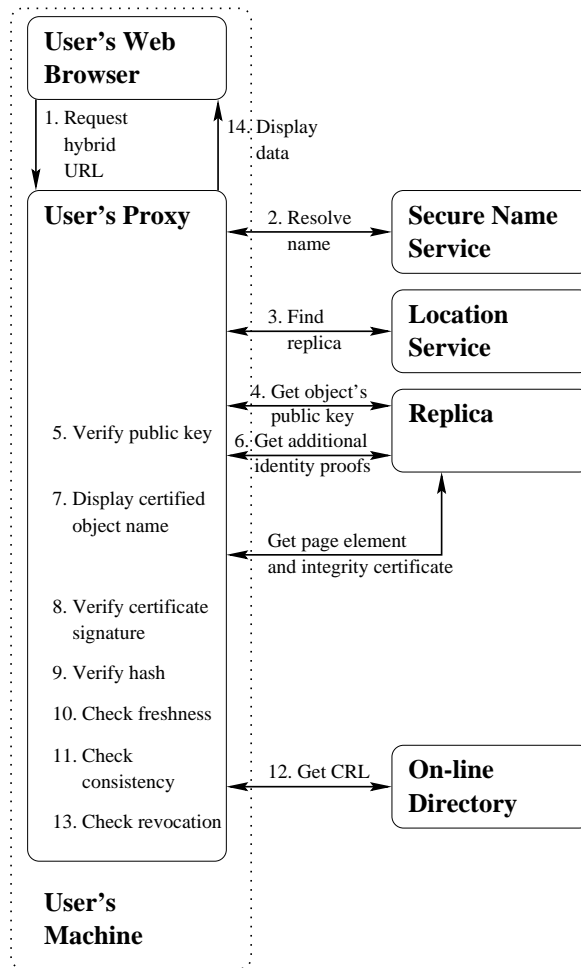 User's Web
Browser
1. Request
hybrid
URL
14. Display
data
User's Proxy
2. Resolve
name
Secure Name
Service
3. Find
replica
Location
Service
4. Get object's
public key
Replica
5. Verify public key
6. Get additional
identity proofs
7. Display certified
object name
Get page element
and integrity certificate
8. Verify certificate
signature
9. Verify hash
10. Check freshness
11. Check
consistency
12. Get CRL
On-line
Directory
13. Check revocation
User's
Machine